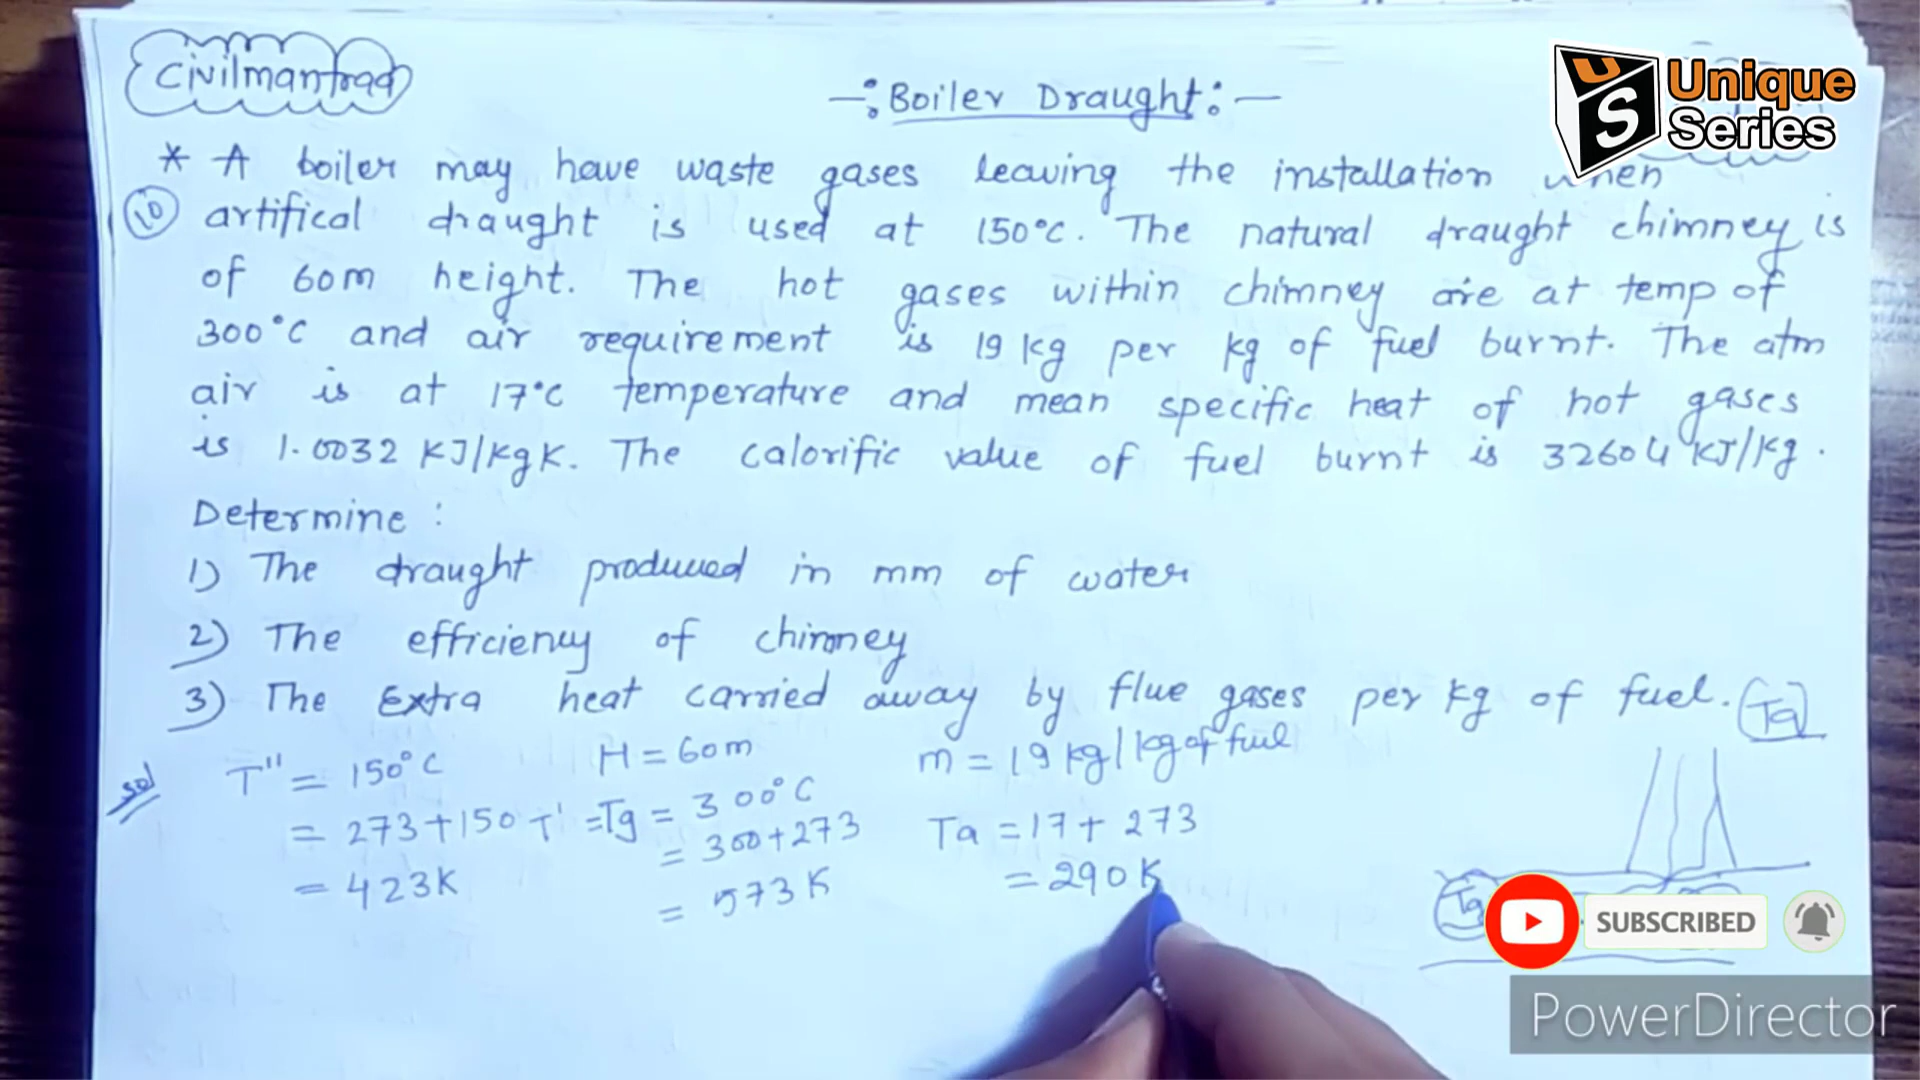 Civilmantraa
—: Boiler Draught :—
US Unique Series
* A boiler may have waste gases leaving the installation when
10 artifical draught is used at 150°C. The natural draught chimney is
of 60m height. The hot gases within chimney are at temp of
300°C and air requirement is 19 kg per kg of fuel burnt. The atm
air is at 17°C temperature and mean specific heat of hot gases
is 1.0032 KJ/kgK. The calorific value of fuel burnt is 32604 KJ/kg.
Determine :
1) The draught produced in mm of water
2) The efficiency of chimney
3) The Extra heat carried away by flue gases per kg of fuel. Ta
sol T'' = 150°C H = 60m m = 19 kg/kg of fuel
= 273+150 T' = Tg = 300°C Ta = 17 + 273
= 423K = 300+273 = 290 K
= 573 K
Tg
SUBSCRIBED
PowerDirector